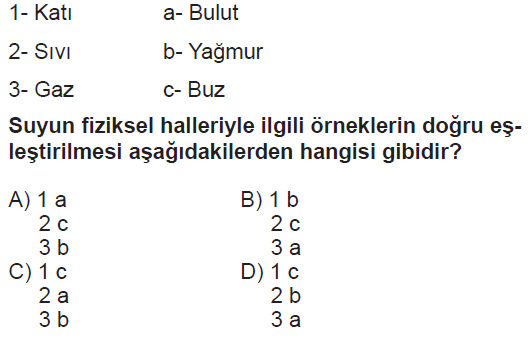 1- Katı a- Bulut
2- Sıvı b- Yağmur
3- Gaz c- Buz
Suyun fiziksel halleriyle ilgili örneklerin doğru eş-
leştirilmesi aşağıdakilerden hangisi gibidir?
A) 1 a B) 1 b
2 c 2 c
3 b 3 a
C) 1 c D) 1 c
2 a 2 b
3 b 3 a